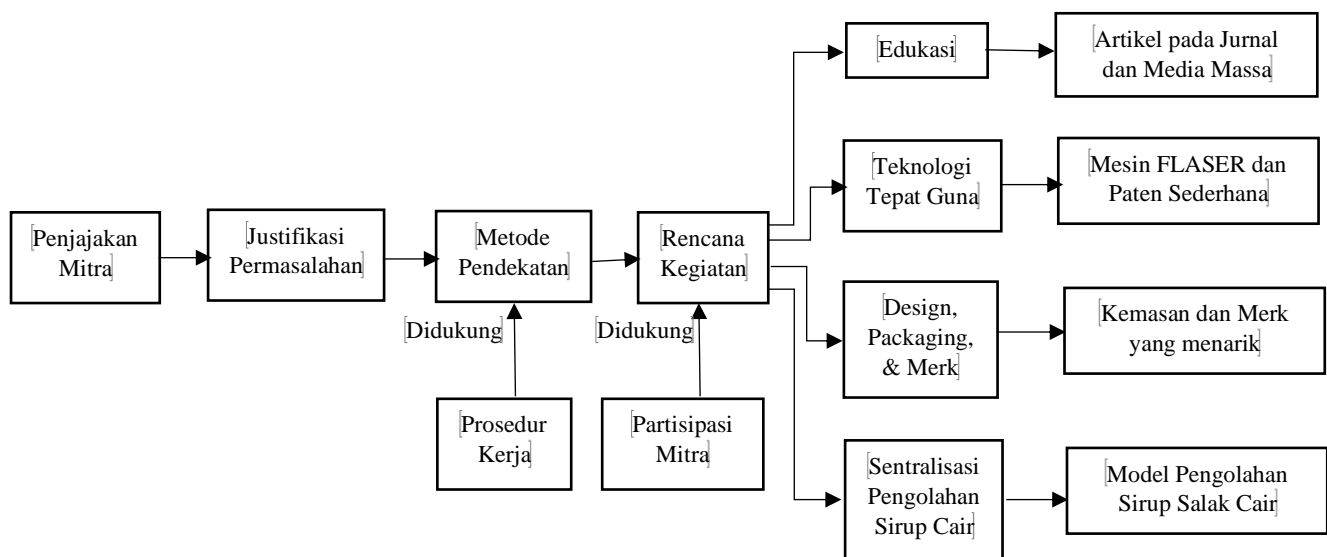 Edukasi
Artikel pada Jurnal
dan Media Massa
Teknologi
Tepat Guna
Mesin FLASER dan
Paten Sederhana
Penjajakan
Mitra
Justifikasi
Permasalahan
Metode
Pendekatan
Rencana
Kegiatan
Design,
Packaging,
& Merk
Kemasan dan Merk
yang menarik
Didukung
Didukung
Prosedur
Kerja
Partisipasi
Mitra
Sentralisasi
Pengolahan
Sirup Cair
Model Pengolahan
Sirup Salak Cair